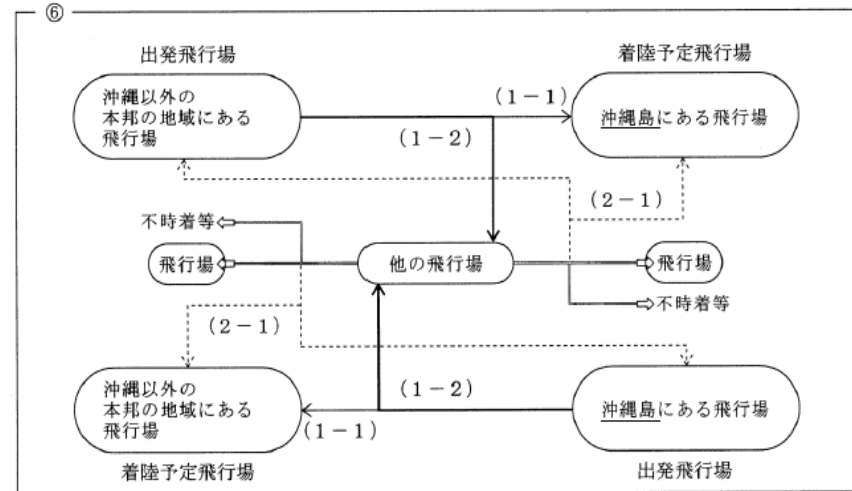 ⑥
出発飛行場
着陸予定飛行場
沖縄以外の
本邦の地域にある
飛行場
(1-1)
沖縄島にある飛行場
(1-2)
(2-1)
不時着等
飛行場
他の飛行場
飛行場
不時着等
(2-1)
沖縄以外の
本邦の地域にある
飛行場
(1-2)
沖縄島にある飛行場
(1-1)
着陸予定飛行場
出発飛行場